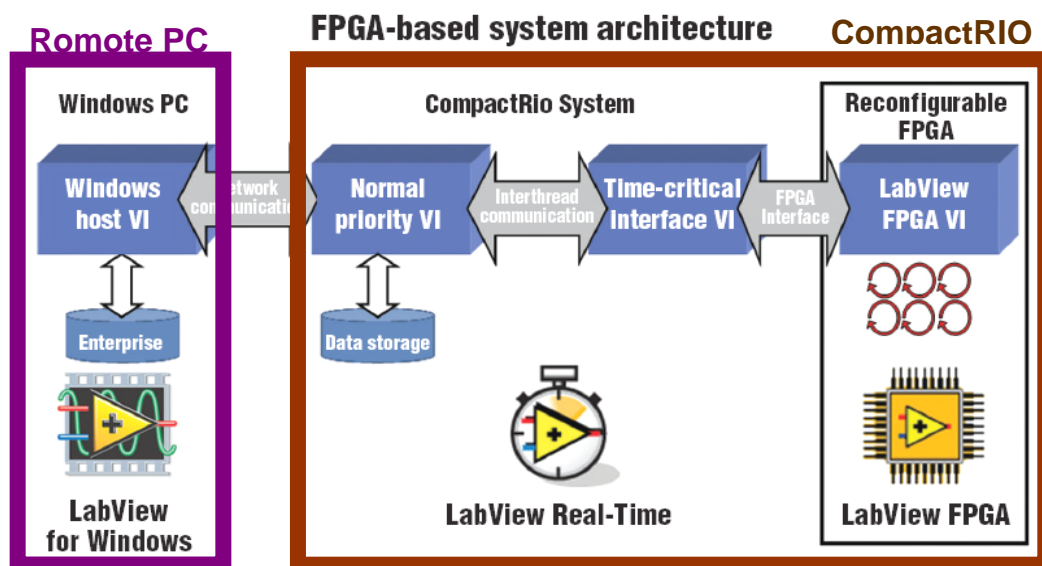 FPGA-based system architecture
Romote PC
CompactRIO
Windows PC
CompactRio System
Reconfigurable
FPGA
Windows
host VI
Network
communication
Normal
priority VI
Interthread
communication
Time-critical
interface VI
FPGA
Interface
LabView
FPGA VI
Enterprise
Data storage
LabView
for Windows
LabView Real-Time
LabView FPGA